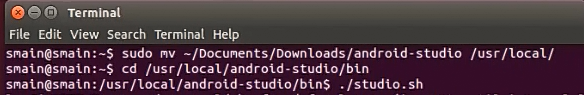 Terminal
File Edit View Search Terminal Help
smain@smain:~$ sudo mv ~/Documents/Downloads/android-studio /usr/local/
smain@smain:~$ cd /usr/local/android-studio/bin
smain@smain:/usr/local/android-studio/bin$ ./studio.sh